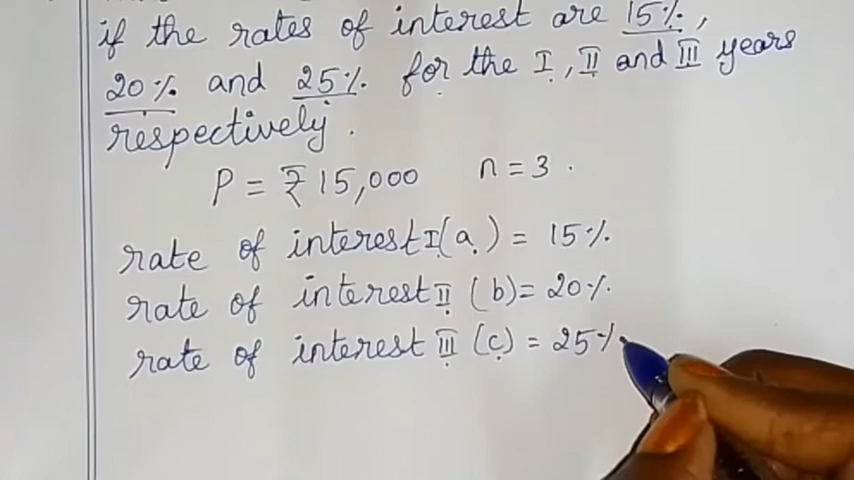 if the rates of interest are 15%,
20% and 25% for the I, II and III years
respectively.
P = ₹ 15,000 n = 3.
rate of interest I (a) = 15%.
rate of interest II (b) = 20%.
rate of interest III (c) = 25%